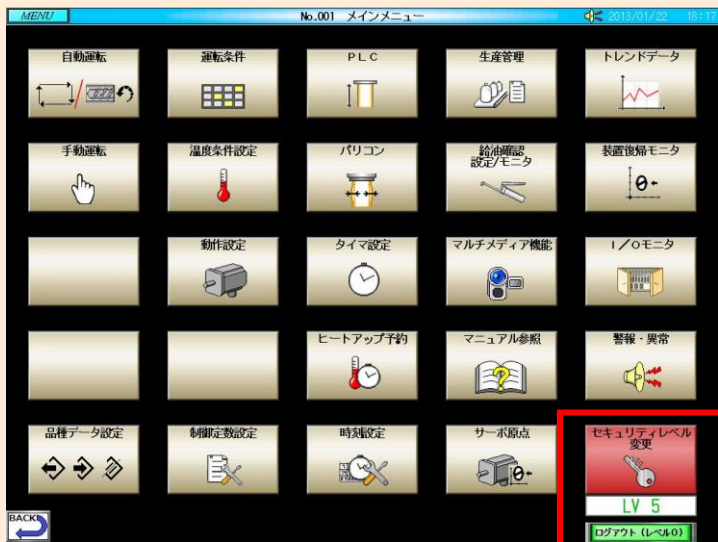 MENU
No.001 メインメニュー
2013/01/22 18:17
自動運転
運転条件
PLC
生産管理
トレンドデータ
手動運転
温度条件設定
パリコン
給油確認
設定/モニタ
装置復帰モニタ
動作設定
タイマ設定
マルチメディア機能
I/Oモニタ
ヒートアップ予約
マニュアル参照
警報・異常
品種データ設定
制御定数設定
時刻設定
サーボ原点
セキュリティレベル
変更
LV 5
BACK
ログアウト (レベル0)